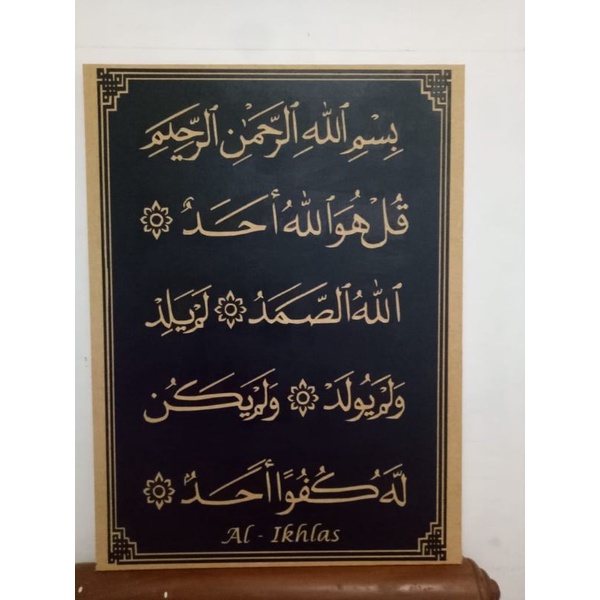 بِسْمِ ٱللَّهِ ٱلرَّحْمَٰنِ ٱلرَّحِيمِ
قُلْ هُوَ ٱللَّهُ أَحَدٌ ۞
ٱللَّهُ ٱلصَّمَدُ ۞ لَمْ يَلِدْ
وَلَمْ يُولَدْ ۞ وَلَمْ يَكُن
لَّهُ كُفُوًا أَحَدٌ ۞
Al - Ikhlas